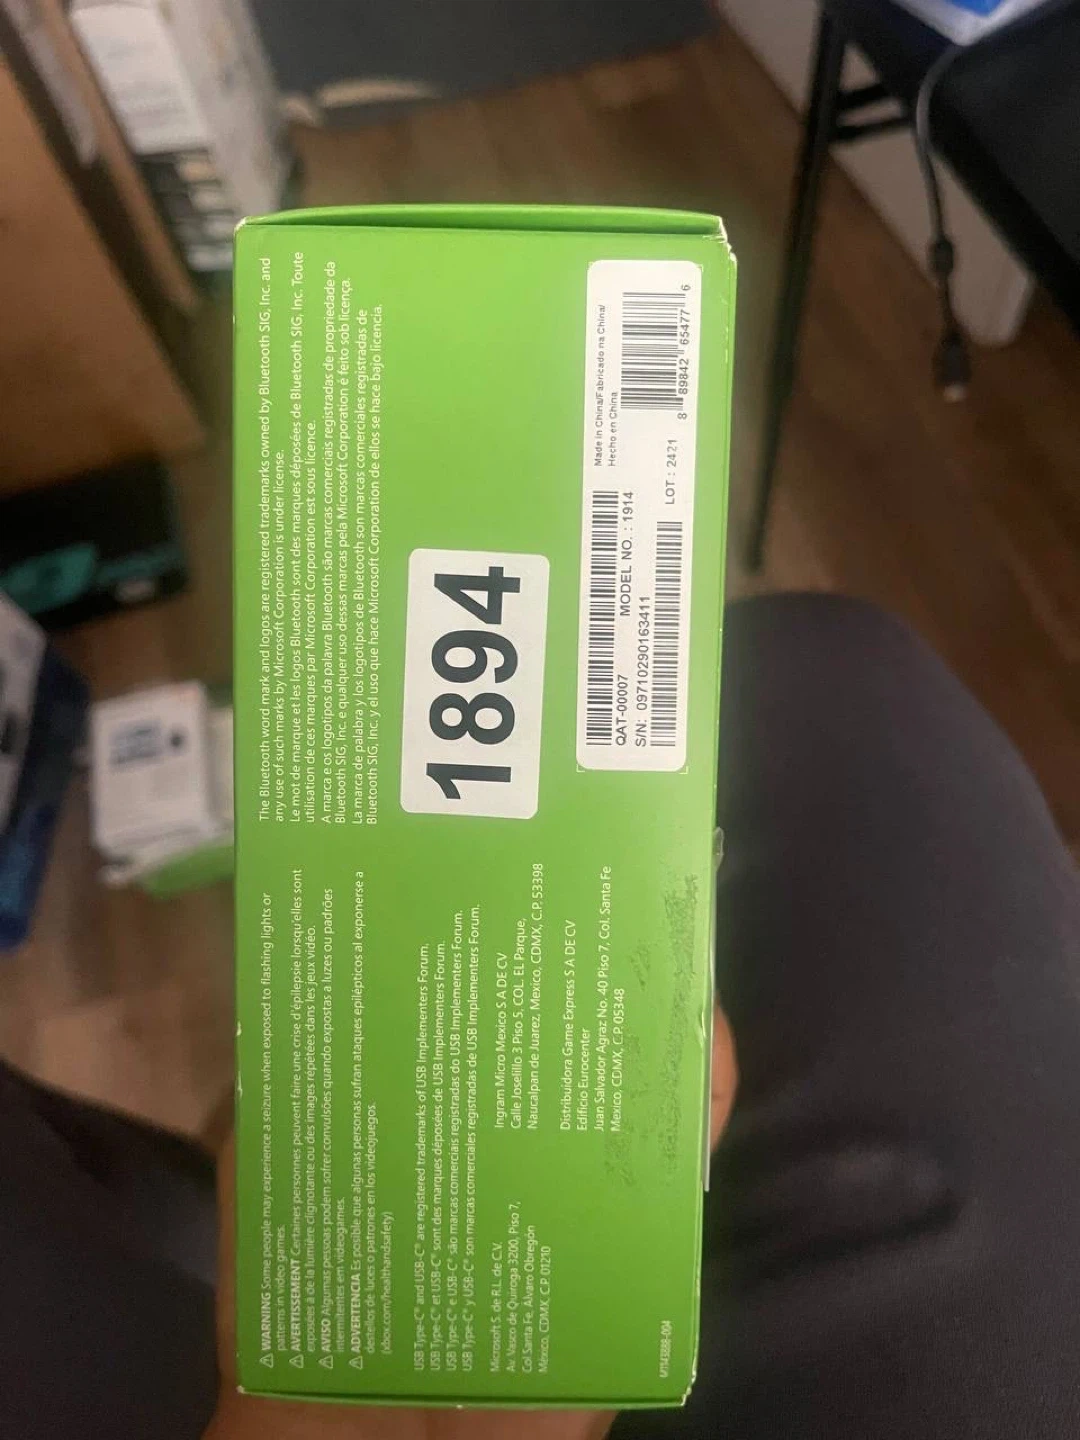 ⚠ WARNING Some people may experience a seizure when exposed to flashing lights or
patterns in video games.
⚠ AVERTISSEMENT Certaines personnes peuvent faire une crise d'épilepsie lorsqu'elles sont
exposées à de la lumière clignotante ou des images répétées dans les jeux vidéo.
⚠ AVISO Algumas pessoas podem sofrer convulsões quando expostas a luzes ou padrões
intermitentes em videogames.
⚠ ADVERTENCIA Es posible que algunas personas sufran ataques epilépticos al exponerse a
destellos de luces o patrones en los videojuegos.
(xbox.com/healthandsafety)
USB Type-C® and USB-C® are registered trademarks of USB Implementers Forum.
USB Type-C® et USB-C® sont des marques déposées de USB Implementers Forum.
USB Type-C® e USB-C® são marcas comerciais registradas do USB Implementers Forum.
USB Type-C® y USB-C® son marcas comerciales registradas de USB Implementers Forum.
Microsoft S. de R.L. de C.V.
Av. Vasco de Quiroga 3200, Piso 7,
Col Santa Fe. Álvaro Obregón
México, CDMX, C.P 01210
Ingram Micro Mexico S A DE CV
Calle Joselillo 3 Piso 5, COL. EL Parque,
Naucalpan de Juarez, Mexico, CDMX, C.P. 53398
Distribuidora Game Express S A DE CV
Edificio Eurocenter
Juan Salvador Agraz No. 40 Piso 7, Col. Santa Fe
Mexico, CDMX, C.P. 05348
M1143888-004
The Bluetooth word mark and logos are registered trademarks owned by Bluetooth SIG, Inc. and
any use of such marks by Microsoft Corporation is under license.
Le mot de marque et les logos Bluetooth sont des marques déposées de Bluetooth SIG, Inc. Toute
utilisation de ces marques par Microsoft Corporation est sous licence.
A marca e os logotipos da palavra Bluetooth são marcas comerciais registradas de propriedade da
Bluetooth SIG, Inc. e qualquer uso dessas marcas pela Microsoft Corporation é feito sob licença.
La marca de palabra y los logotipos de Bluetooth son marcas comerciales registradas de
Bluetooth SIG, Inc. y el uso que hace Microsoft Corporation de ellos se hace bajo licencia.
1894
QAT-00007 MODEL NO. : 1914
S/N: 09710290163411
LOT : 2421
Made in China/Fabricado na China/
Hecho en China
8 89842 65477 6